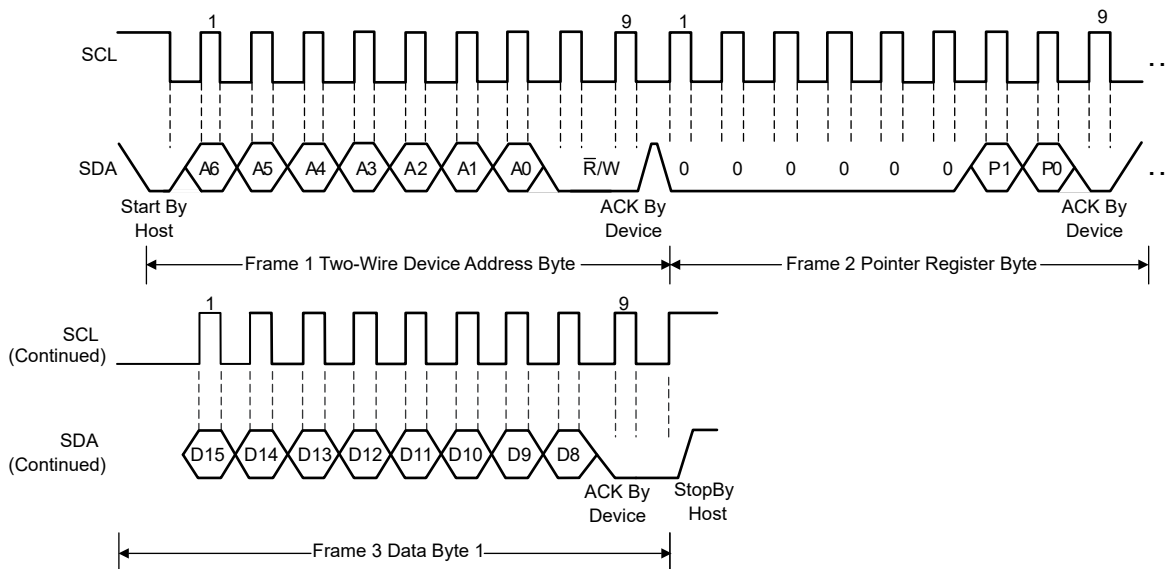 1 9 1 9
SCL
. .
SDA A6 A5 A4 A3 A2 A1 A0 R̅/W 0 0 0 0 0 0 P1 P0 . .
Start By
Host
ACK By
Device
ACK By
Device
Frame 1 Two-Wire Device Address Byte
Frame 2 Pointer Register Byte
1 9
SCL
(Continued)
SDA
(Continued)
D15 D14 D13 D12 D11 D10 D9 D8
ACK By
Device
StopBy
Host
Frame 3 Data Byte 1